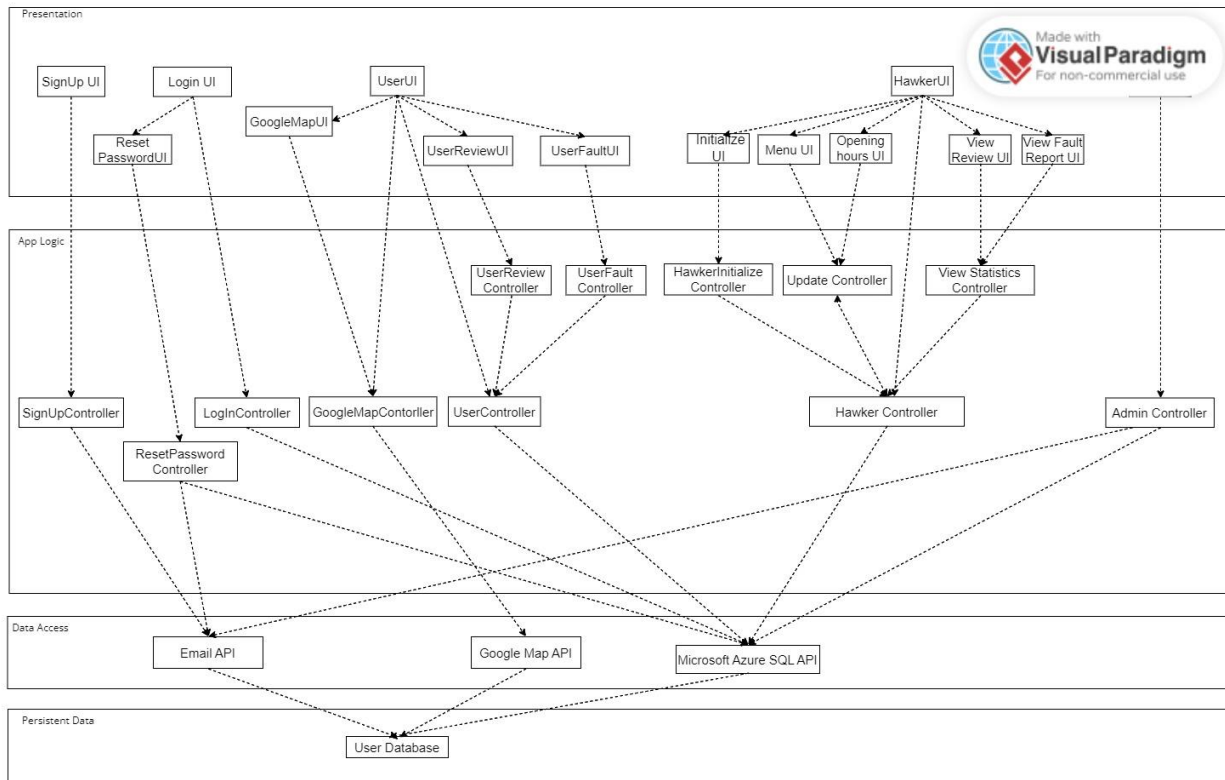 Presentation
Made with
Visual Paradigm
For non-commercial use
SignUp UI
Login UI
UserUI
HawkerUI
GoogleMapUI
Reset
PasswordUI
UserReviewUI
UserFaultUI
Initialize
UI
Menu UI
Opening
hours UI
View
Review UI
View Fault
Report UI
App Logic
UserReview
Controller
UserFault
Controller
HawkerInitialize
Controller
Update Controller
View Statistics
Controller
SignUpController
LogInController
GoogleMapContorller
UserController
Hawker Controller
Admin Controller
ResetPassword
Controller
Data Access
Email API
Google Map API
Microsoft Azure SQL API
Persistent Data
User Database